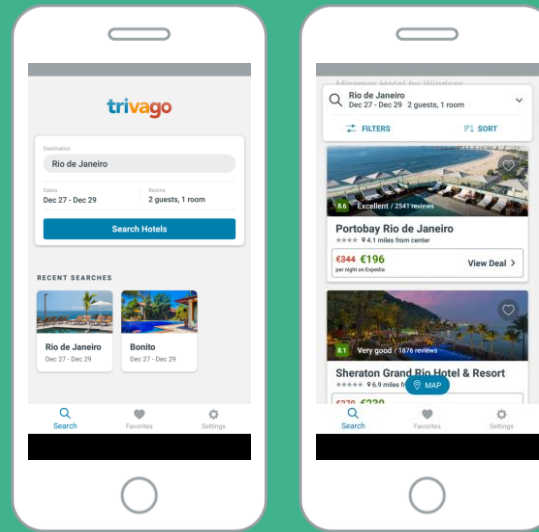 trivago
Destination
Rio de Janeiro
Dates
Rooms
Dec 27 - Dec 29
2 guests, 1 room
Search Hotels
RECENT SEARCHES
Rio de Janeiro
Dec 27 - Dec 29
Bonito
Dec 27 - Dec 29
Search
Favorites
Settings
Miramar Hotel by Windsor
Rio de Janeiro
Dec 27 - Dec 29 2 guests, 1 room
FILTERS
SORT
8.6 Excellent / 2541 reviews
Portobay Rio de Janeiro
★★★★ 4.1 miles from center
€344 €196
per night on Expedia
View Deal >
8.1 Very good / 1876 reviews
Sheraton Grand Rio Hotel & Resort
★★★★★ 6.9 miles
MAP
Search
Favorites
Settings